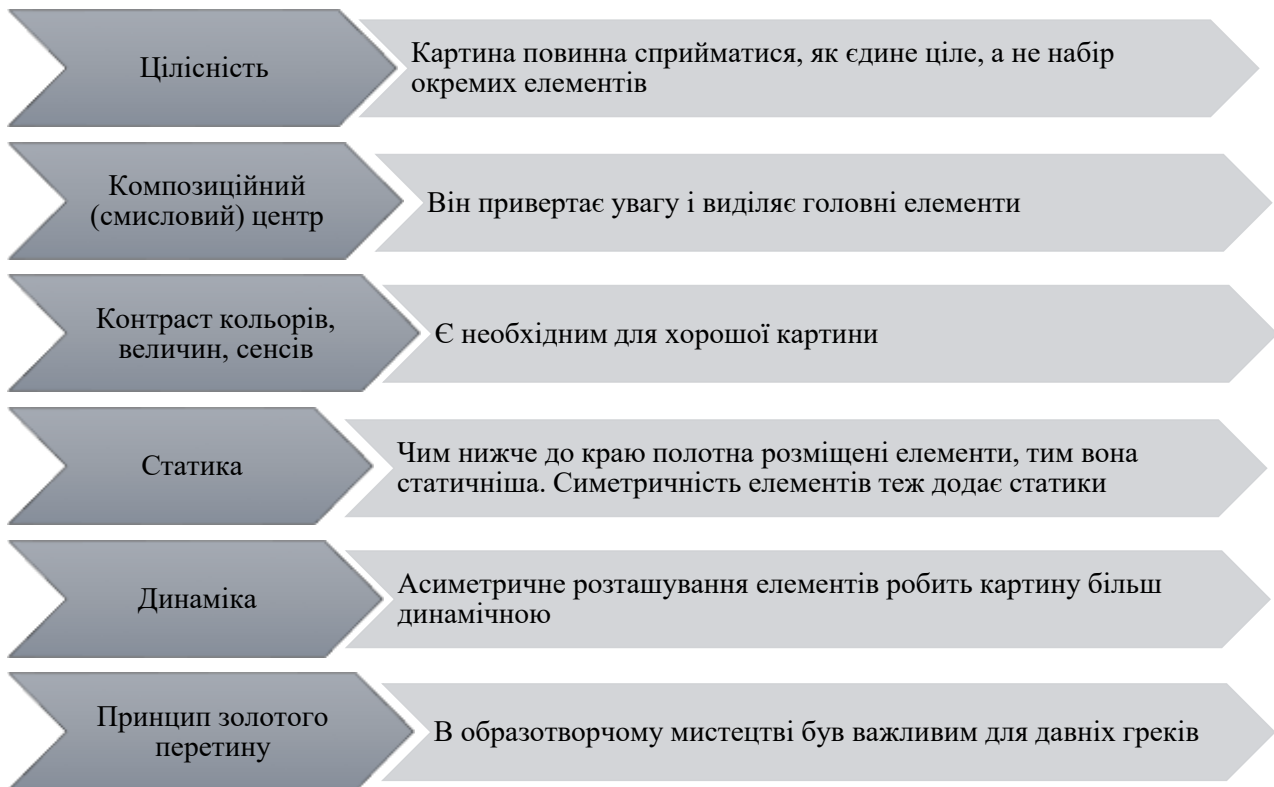 Цілісність
Картина повинна сприйматися, як єдине ціле, а не набір
окремих елементів
Композиційний
(смисловий) центр
Він привертає увагу і виділяє головні елементи
Контраст кольорів,
величин, сенсів
Є необхідним для хорошої картини
Статика
Чим нижче до краю полотна розміщені елементи, тим вона
статичніша. Симетричність елементів теж додає статики
Динаміка
Асиметричне розташування елементів робить картину більш
динамічною
Принцип золотого
перетину
В образотворчому мистецтві був важливим для давніх греків